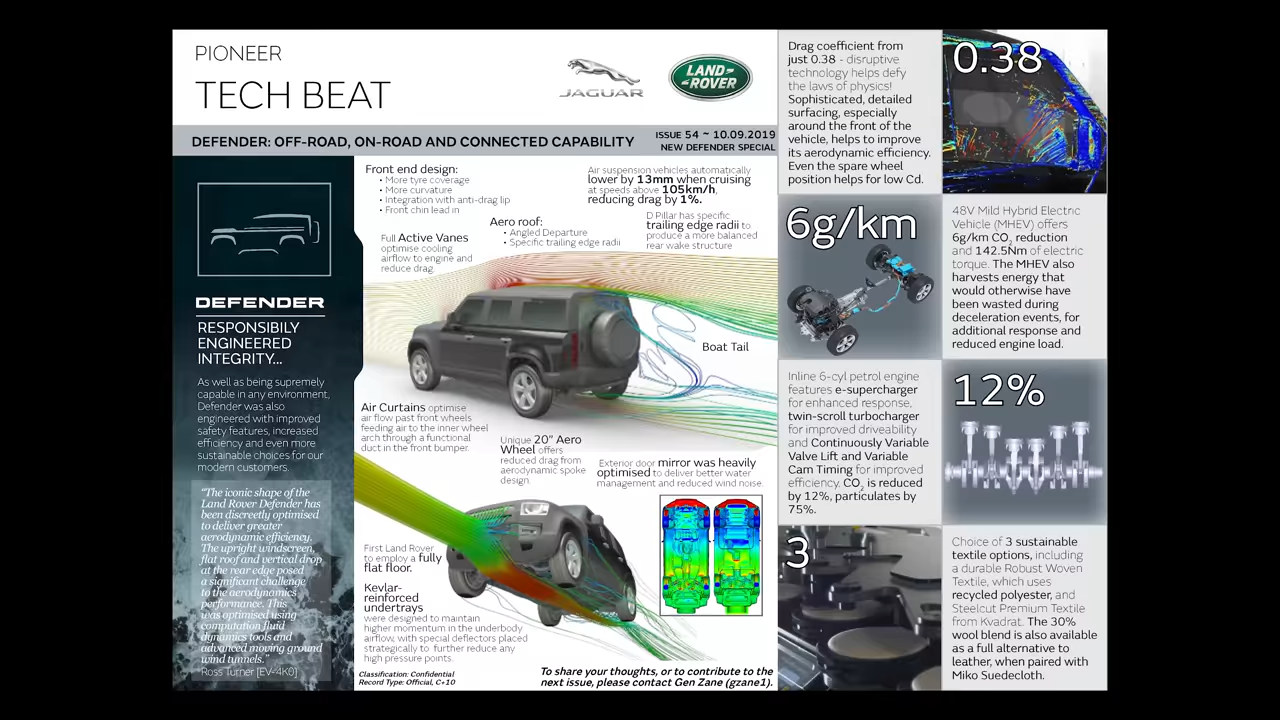 PIONEER
TECH BEAT
JAGUAR
LAND
ROVER
DEFENDER: OFF-ROAD, ON-ROAD AND CONNECTED CAPABILITY
ISSUE 54 ~ 10.09.2019
NEW DEFENDER SPECIAL
DEFENDER
RESPONSIBILY
ENGINEERED
INTEGRITY...
As well as being supremely
capable in any environment,
Defender was also
engineered with improved
safety features, increased
efficiency and even more
sustainable choices for our
modern customers.
"The iconic shape of the
Land Rover Defender has
been discreetly optimised
to deliver greater
aerodynamic efficiency.
The upright windscreen,
flat roof and vertical drop
at the rear edge posed
a significant challenge
to the aerodynamics
performance. This
was optimised using
computation fluid
dynamics tools and
advanced moving ground
wind tunnels."
Ross Turner [EV-4K0]
Front end design:
• More tyre coverage
• More curvature
• Integration with anti-drag lip
• Front chin lead in
Air suspension vehicles automatically
lower by 13mm when cruising
at speeds above 105km/h,
reducing drag by 1%.
Aero roof:
• Angled Departure
• Specific trailing edge radii
D Pillar has specific
trailing edge radii to
produce a more balanced
rear wake structure
Full Active Vanes
optimise cooling
airflow to engine and
reduce drag.
Boat Tail
Air Curtains optimise
air flow past front wheels
feeding air to the inner wheel
arch through a functional
duct in the front bumper.
Unique 20" Aero
Wheel offers
reduced drag from
aerodynamic spoke
design.
Exterior door mirror was heavily
optimised to deliver better water
management and reduced wind noise.
First Land Rover
to employ a fully
flat floor.
Kevlar-
reinforced
undertrays
were designed to maintain
higher momentum in the underbody
airflow, with special deflectors placed
strategically to further reduce any
high pressure points.
Classification: Confidential
Record Type: Official, C+10
To share your thoughts, or to contribute to the
next issue, please contact Gen Zane (gzane1).
Drag coefficient from
just 0.38 - disruptive
technology helps defy
the laws of physics!
Sophisticated, detailed
surfacing, especially
around the front of the
vehicle, helps to improve
its aerodynamic efficiency.
Even the spare wheel
position helps for low Cd.
0.38
6g/km
48V Mild Hybrid Electric
Vehicle (MHEV) offers
6g/km CO2 reduction
and 142.5Nm of electric
torque. The MHEV also
harvests energy that
would otherwise have
been wasted during
deceleration events, for
additional response and
reduced engine load.
Inline 6-cyl petrol engine
features e-supercharger
for enhanced response,
twin-scroll turbocharger
for improved driveability
and Continuously Variable
Valve Lift and Variable
Cam Timing for improved
efficiency. CO2 is reduced
by 12%, particulates by
75%.
12%
3
Choice of 3 sustainable
textile options, including
a durable Robust Woven
Textile, which uses
recycled polyester, and
Steelcut Premium Textile
from Kvadrat. The 30%
wool blend is also available
as a full alternative to
leather, when paired with
Miko Suedecloth.